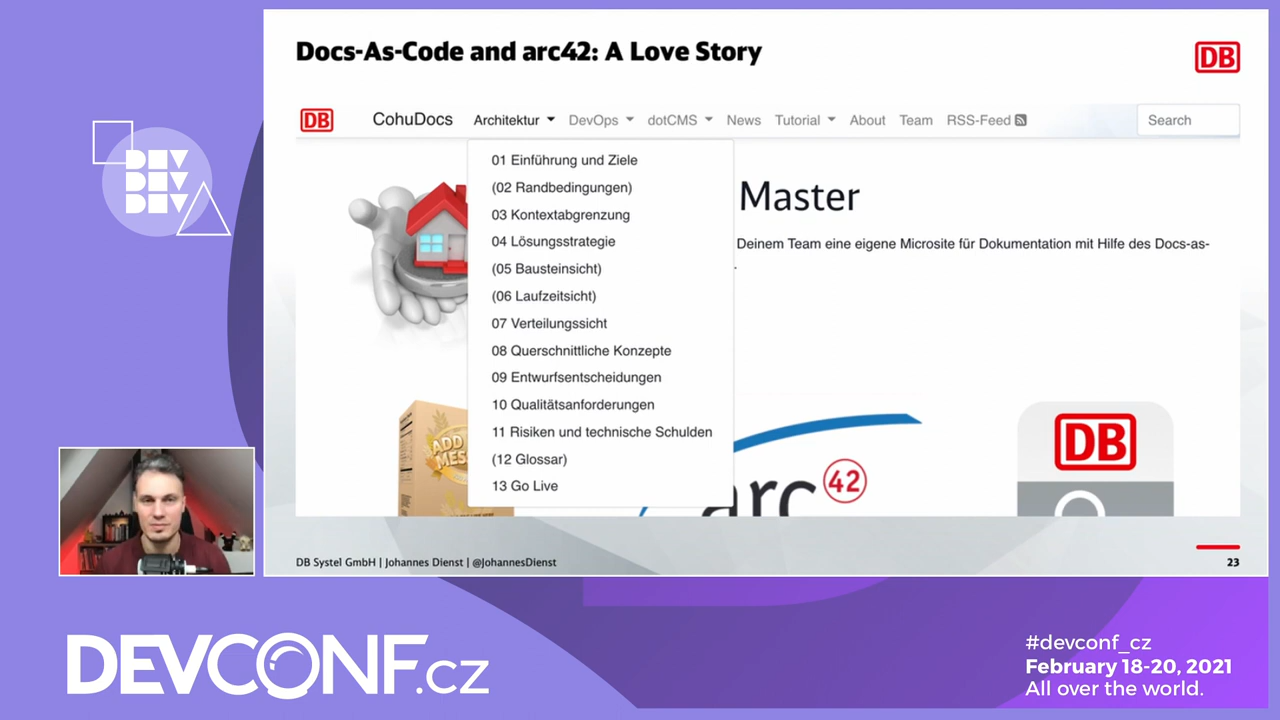 Docs-As-Code and arc42: A Love Story
DB
DB
CohuDocs Architektur DevOps dotCMS News Tutorial About Team RSS-Feed Search
01 Einführung und Ziele
(02 Randbedingungen)
03 Kontextabgrenzung
04 Lösungsstrategie
(05 Bausteinsicht)
(06 Laufzeitsicht)
07 Verteilungssicht
08 Querschnittliche Konzepte
09 Entwurfsentscheidungen
10 Qualitätsanforderungen
11 Risiken und technische Schulden
(12 Glossar)
13 Go Live
Master
Deinem Team eine eigene Microsite für Dokumentation mit Hilfe des Docs-as-
.
ADD
MES
arc 42
DB
DB Systel GmbH | Johannes Dienst | @JohannesDienst
23
DEV
DEV
DEV
DEVCONF.cz
#devconf_cz
February 18-20, 2021
All over the world.